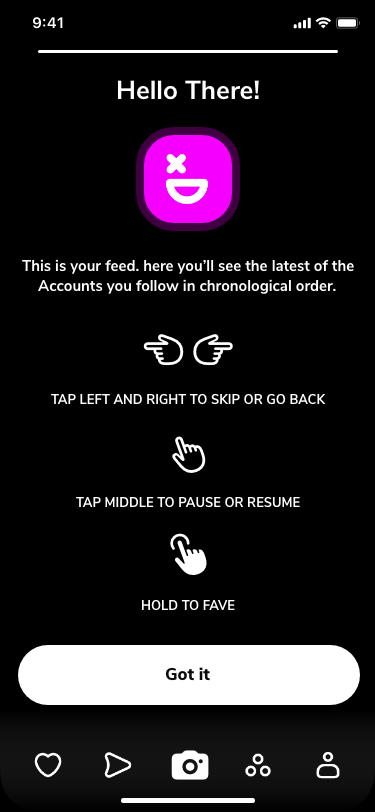 9:41
Hello There!
This is your feed. here you’ll see the latest of the
Accounts you follow in chronological order.
TAP LEFT AND RIGHT TO SKIP OR GO BACK
TAP MIDDLE TO PAUSE OR RESUME
HOLD TO FAVE
Got it